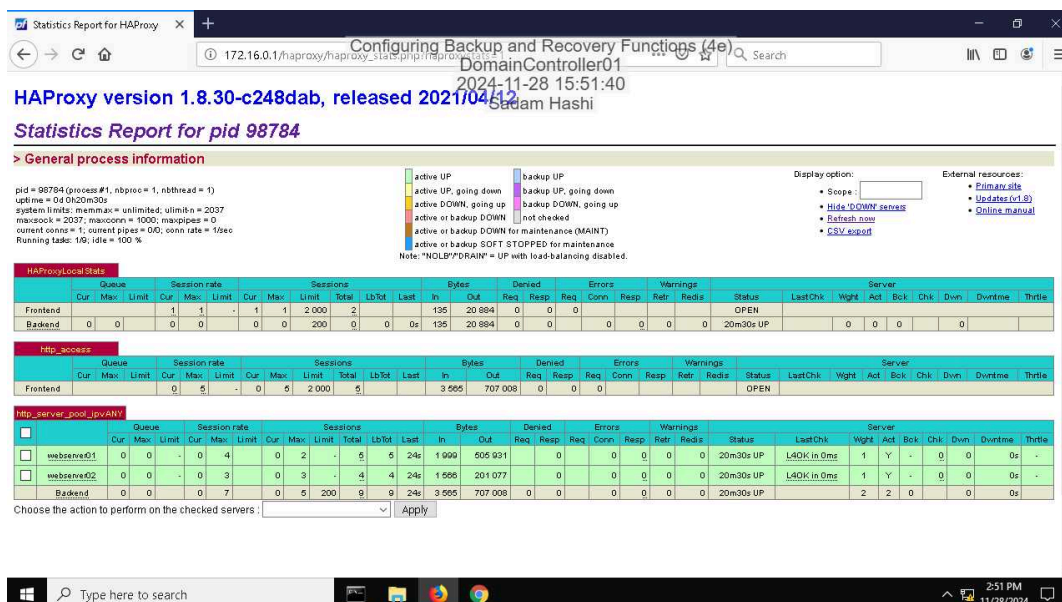 Statistics Report for HAProxy
172.16.0.1/haproxy/haproxy_stats.php?haproxystats=1
Search
Configuring Backup and Recovery Functions (4e)
DomainController01
2024-11-28 15:51:40
Sadam Hashi
HAProxy version 1.8.30-c248dab, released 2021/04/12
Statistics Report for pid 98784
> General process information
pid = 98784 (process #1, nbproc = 1, nbthread = 1)
uptime = 0d 0h20m30s
system limits: memmax = unlimited; ulimit-n = 2037
maxsock = 2037; maxconn = 1000; maxpipes = 0
current conns = 1; current pipes = 0/0; conn rate = 1/sec
Running tasks: 1/9; idle = 100 %
active UP backup UP
active UP, going down backup UP, going down
active DOWN, going up backup DOWN, going up
active or backup DOWN not checked
active or backup DOWN for maintenance (MAINT)
active or backup SOFT STOPPED for maintenance
Note: "NOLB"/"DRAIN" = UP with load-balancing disabled.
Display option:
• Scope :
• Hide 'DOWN' servers
• Refresh now
• CSV export
External resources:
• Primary site
• Updates (v1.8)
• Online manual
HAProxyLocalStats
Queue Session rate Sessions Bytes Denied Errors Warnings Server
Cur Max Limit Cur Max Limit Cur Max Limit Total LbTot Last In Out Req Resp Req Conn Resp Retr Redis Status LastChk Wght Act Bck Chk Dwn Dwntme Thrtle
Frontend 1 1 - 1 1 2 000 2 135 20 884 0 0 0 OPEN
Backend 0 0 0 0 0 0 200 0 0 0s 135 20 884 0 0 0 0 0 0 20m30s UP 0 0 0 0
http_access
Queue Session rate Sessions Bytes Denied Errors Warnings Server
Cur Max Limit Cur Max Limit Cur Max Limit Total LbTot Last In Out Req Resp Req Conn Resp Retr Redis Status LastChk Wght Act Bck Chk Dwn Dwntme Thrtle
Frontend 0 5 - 0 5 2 000 5 3 565 707 008 0 0 0 OPEN
http_server_pool_ipvANY
Queue Session rate Sessions Bytes Denied Errors Warnings Server
Cur Max Limit Cur Max Limit Cur Max Limit Total LbTot Last In Out Req Resp Req Conn Resp Retr Redis Status LastChk Wght Act Bck Chk Dwn Dwntme Thrtle
webserver01 0 0 - 0 4 0 2 - 5 5 24s 1 999 505 931 0 0 0 0 0 20m30s UP L4OK in 0ms 1 Y - 0 0 0s -
webserver02 0 0 - 0 3 0 3 - 4 4 24s 1 566 201 077 0 0 0 0 0 20m30s UP L4OK in 0ms 1 Y - 0 0 0s -
Backend 0 0 0 7 0 5 200 9 9 24s 3 565 707 008 0 0 0 0 0 0 20m30s UP 2 2 0 0 0s
Choose the action to perform on the checked servers : Apply
Type here to search
2:51 PM
11/28/2024